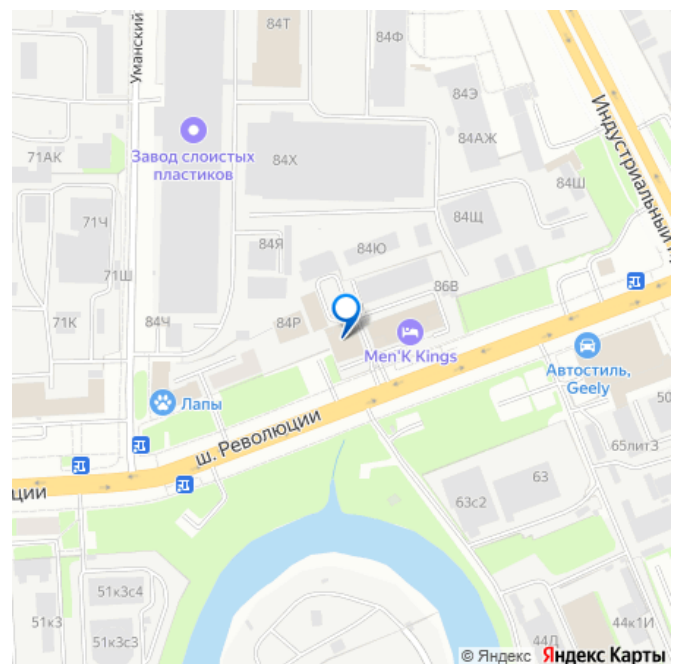 84Т
84Ф
Уманский
84Э
Индустриальный п
84АЖ
Завод слоистых
пластиков
71АК
84Х
84Ш
71Ч
84Щ
84Я
84Ю
71Ш
86В
71К
84Ч
84Р
Men'K Kings
Автостиль,
Geely
Лапы
50
ш. Революции
65лит3
ции
63
63с2
51к3с4
51к3
51к3с3
44Д
44к1И
© Яндекс Яндекс Карты